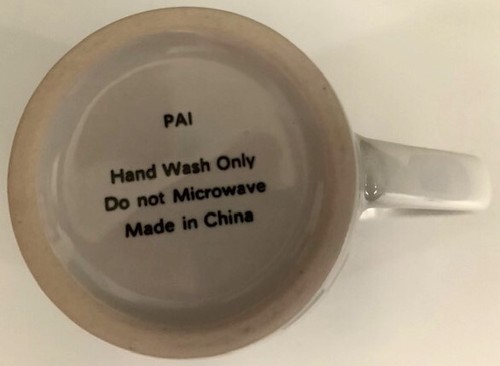 PAI
Hand Wash Only
Do not Microwave
Made in China